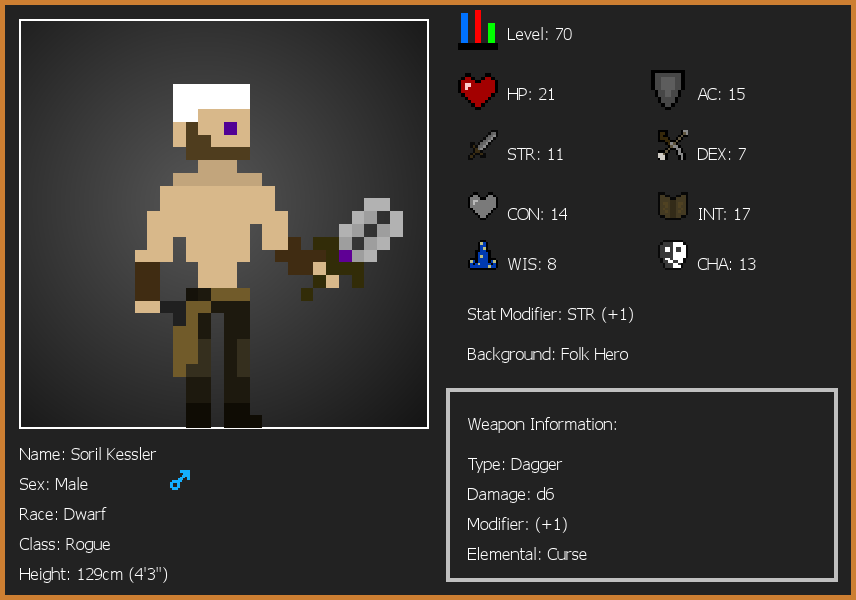 Level: 70
HP: 21
AC: 15
STR: 11
DEX: 7
CON: 14
INT: 17
WIS: 8
CHA: 13
Stat Modifier: STR (+1)
Background: Folk Hero
Weapon Information:
Type: Dagger
Damage: d6
Modifier: (+1)
Elemental: Curse
Name: Soril Kessler
Sex: Male
Race: Dwarf
Class: Rogue
Height: 129cm (4'3")